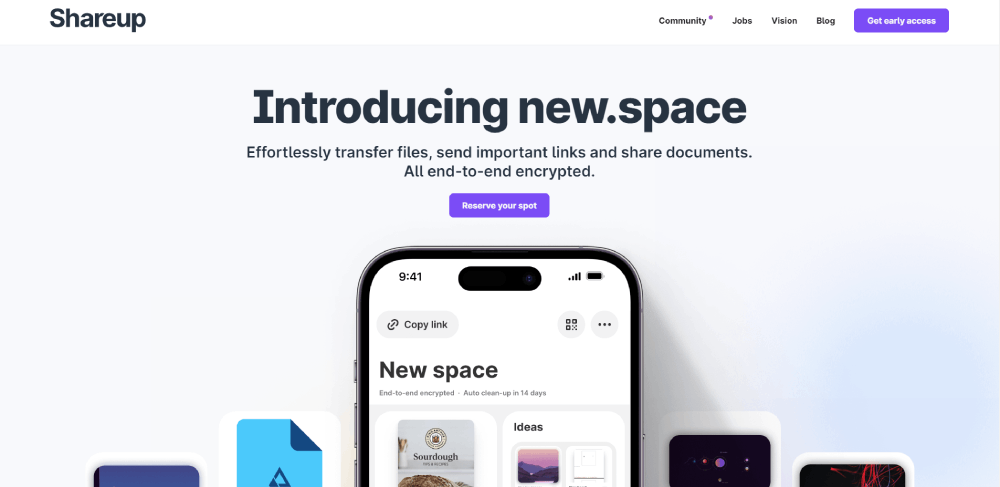 Shareup
Community
Jobs
Vision
Blog
Get early access
Introducing new.space
Effortlessly transfer files, send important links and share documents.
All end-to-end encrypted.
Reserve your spot
9:41
Copy link
New space
End-to-end encrypted · Auto clean-up in 14 days
Sourdough
Ideas